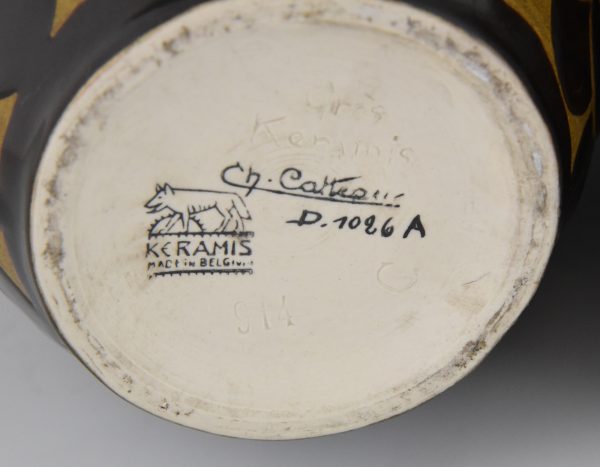 Grès
Keramis
Ch. Catteau
D.1026 A
KERAMIS
MADE IN BELGIUM
914
C